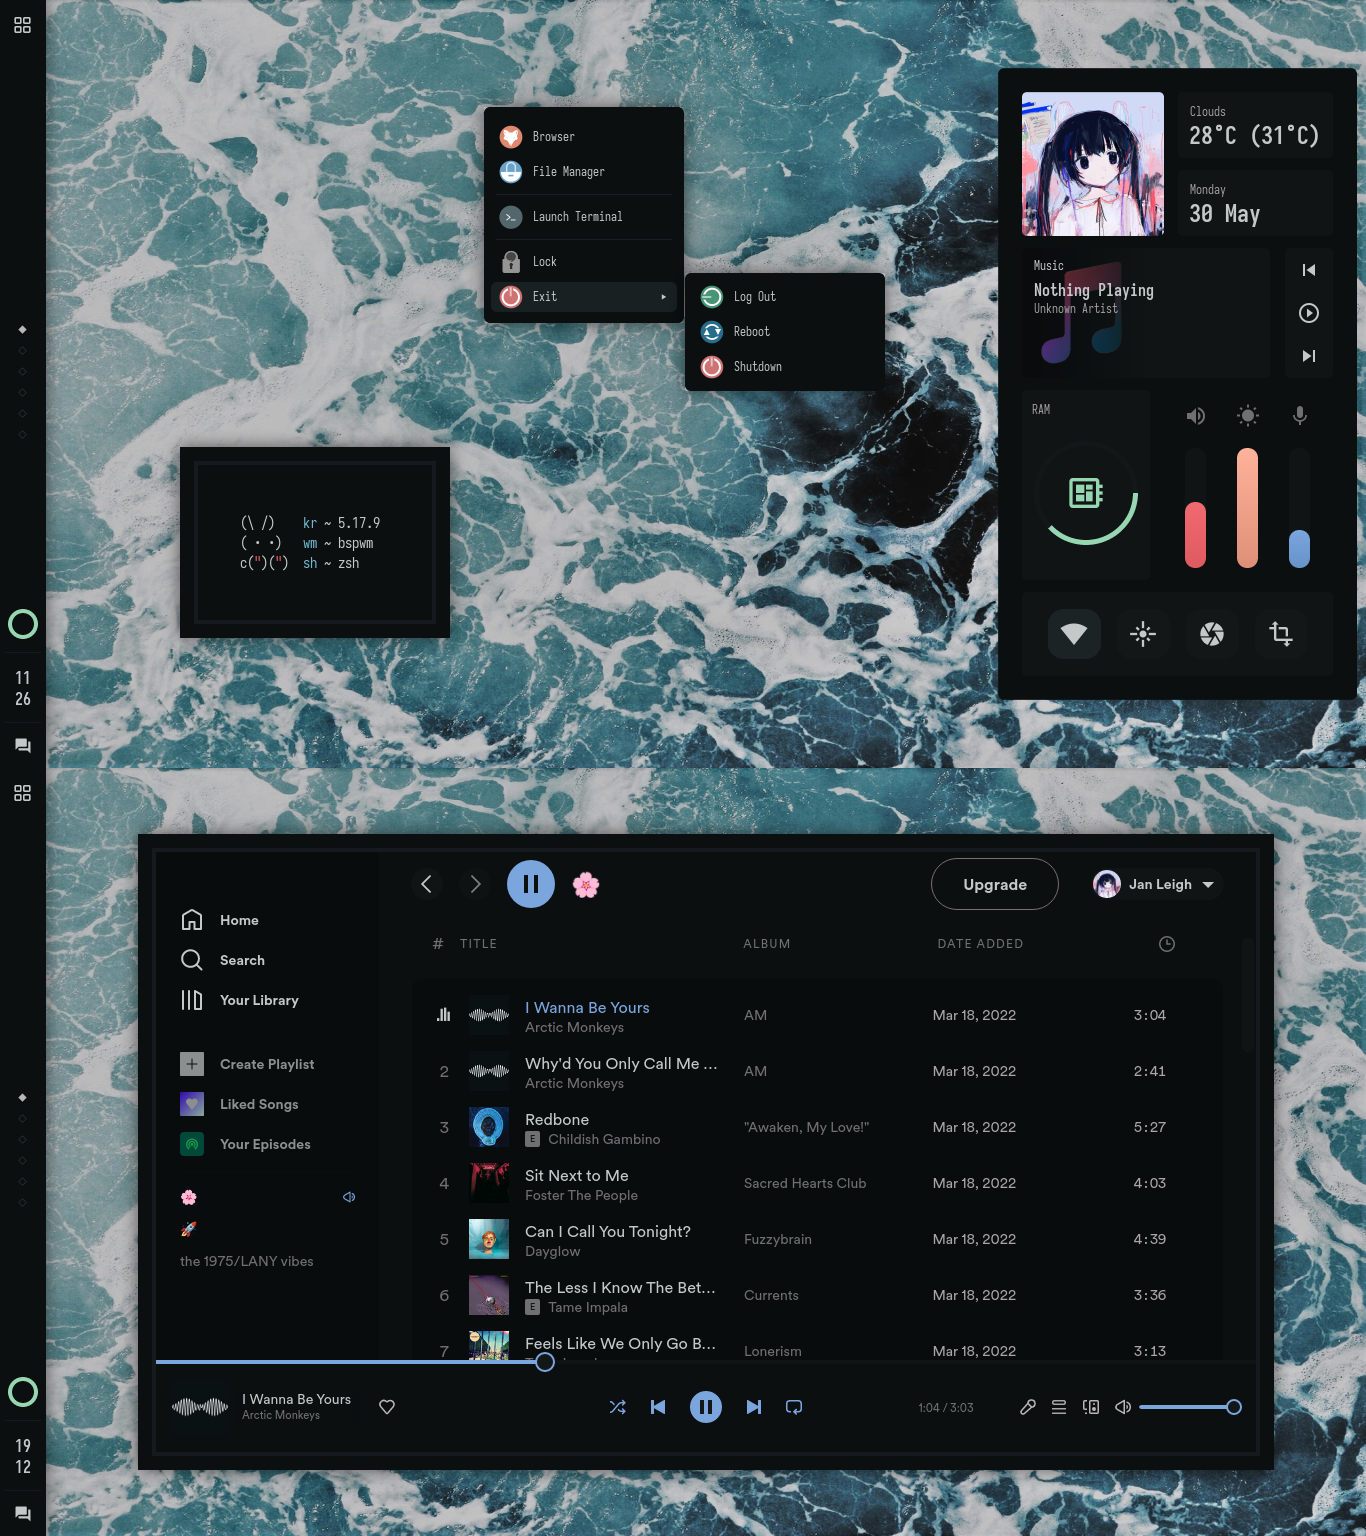 Browser
File Manager
Launch Terminal
Lock
Exit
Log Out
Reboot
Shutdown
Clouds
28°C (31°C)
Monday
30 May
Music
Nothing Playing
Unknown Artist
RAM
(\ /) kr ~ 5.17.9
( · ·) wm ~ bspwm
c(")(") sh ~ zsh
11
26
Home
Search
Your Library
Create Playlist
Liked Songs
Your Episodes
the 1975/LANY vibes
Upgrade
Jan Leigh
# TITLE ALBUM DATE ADDED
I Wanna Be Yours
Arctic Monkeys
AM Mar 18, 2022 3:04
2 Why'd You Only Call Me ...
Arctic Monkeys
AM Mar 18, 2022 2:41
3 Redbone
E Childish Gambino
"Awaken, My Love!" Mar 18, 2022 5:27
4 Sit Next to Me
Foster The People
Sacred Hearts Club Mar 18, 2022 4:03
5 Can I Call You Tonight?
Dayglow
Fuzzybrain Mar 18, 2022 4:39
6 The Less I Know The Bet...
E Tame Impala
Currents Mar 18, 2022 3:36
7 Feels Like We Only Go B...
Lonerism Mar 18, 2022 3:13
I Wanna Be Yours
Arctic Monkeys
1:04 / 3:03
19
12